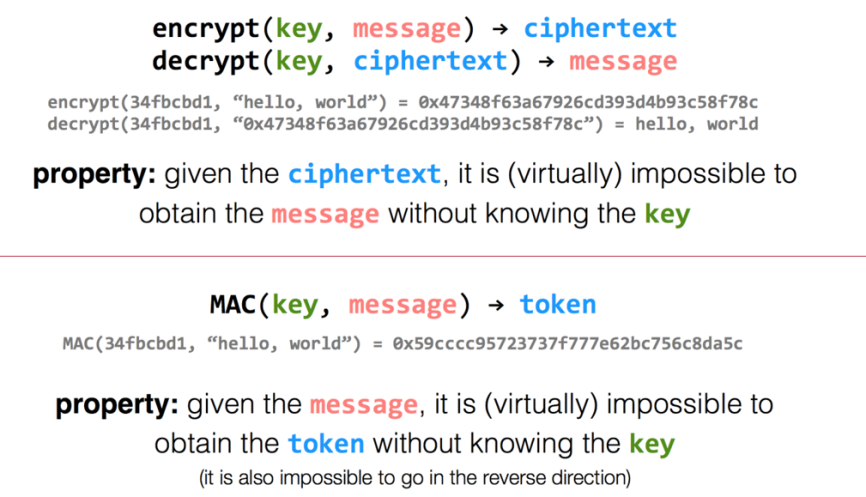 encrypt(key, message) → ciphertext
decrypt(key, ciphertext) → message
encrypt(34fbcbd1, “hello, world”) = 0x47348f63a67926cd393d4b93c58f78c
decrypt(34fbcbd1, “0x47348f63a67926cd393d4b93c58f78c”) = hello, world
property: given the ciphertext, it is (virtually) impossible to
obtain the message without knowing the key
MAC(key, message) → token
MAC(34fbcbd1, “hello, world”) = 0x59cccc95723737f777e62bc756c8da5c
property: given the message, it is (virtually) impossible to
obtain the token without knowing the key
(it is also impossible to go in the reverse direction)